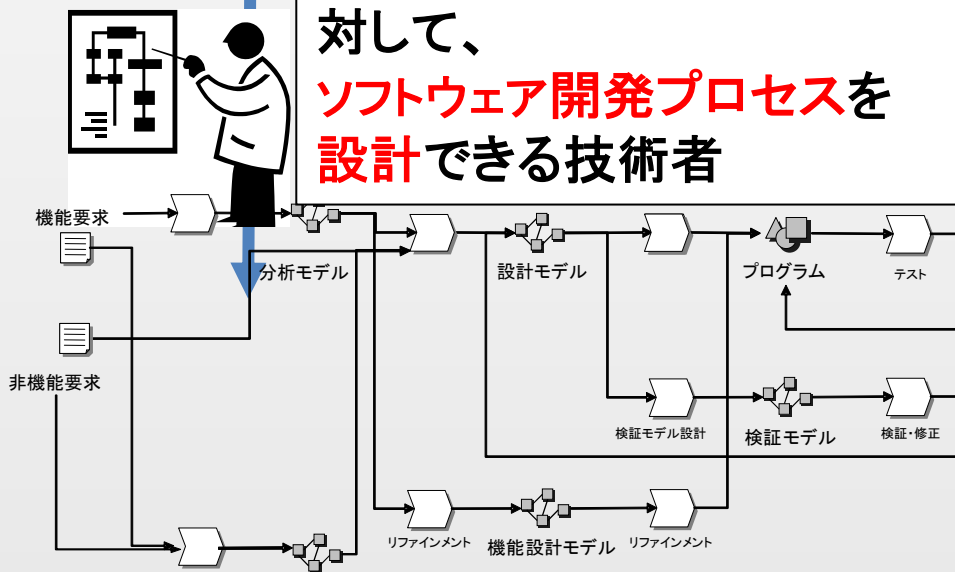 対して、
ソフトウェア開発プロセスを
設計できる技術者
機能要求
分析モデル
設計モデル
プログラム
テスト
非機能要求
検証モデル設計
検証モデル
検証・修正
リファインメント
機能設計モデル
リファインメント